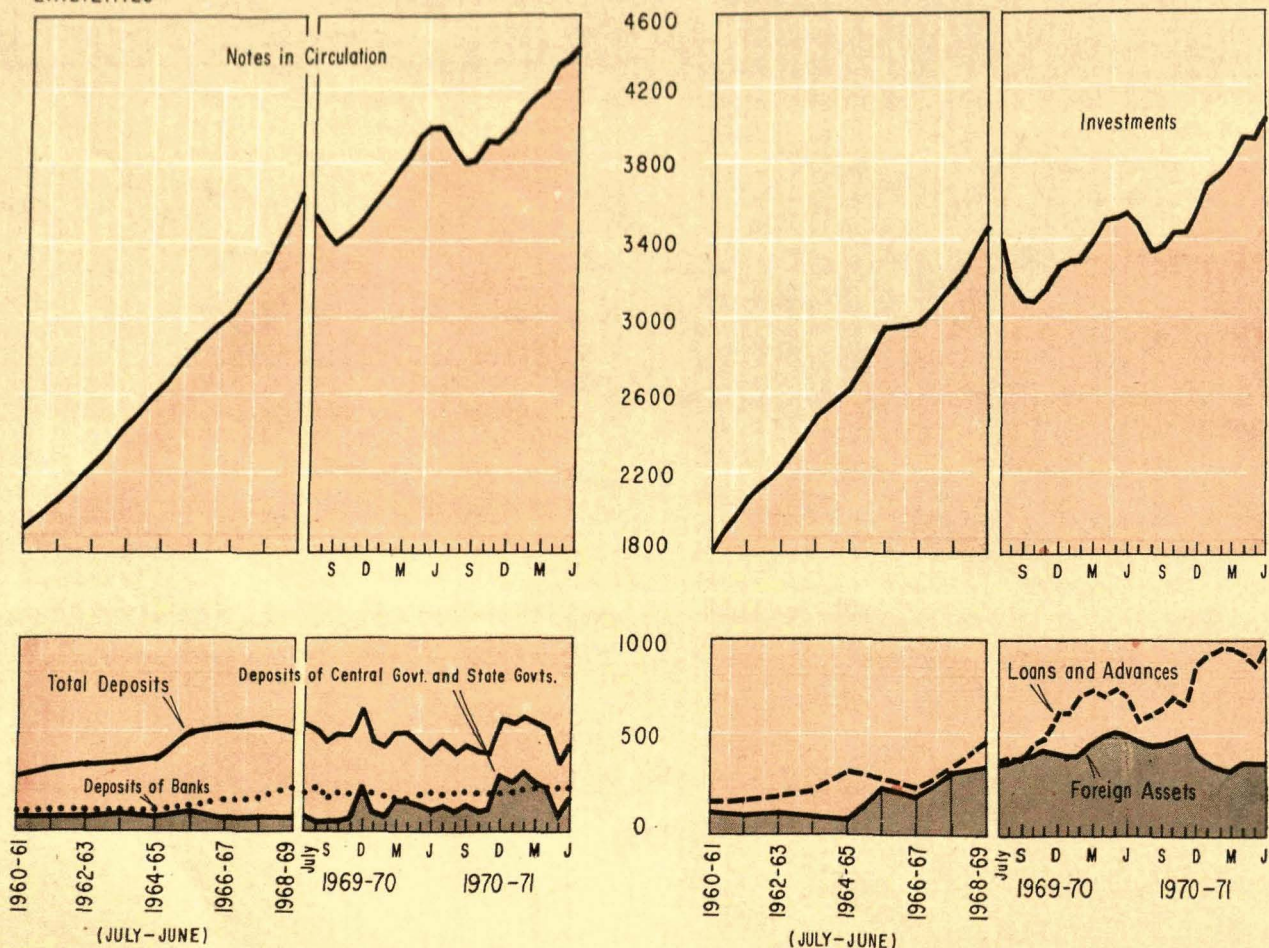 Notes in Circulation
4600
4200
3800
3400
3000
2600
2200
1800
S D M J S D M J
Investments
S D M J S D M J
Total Deposits
Deposits of Central Govt. and State Govts.
Deposits of Banks
1000
500
0
1960-61
1962-63
1964-65
1966-67
1968-69
July S D M J S D M J
1969-70
1970-71
(JULY-JUNE)
Loans and Advances
Foreign Assets
1960-61
1962-63
1964-65
1966-67
1968-69
July S D M J S D M J
1969-70
1970-71
(JULY-JUNE)